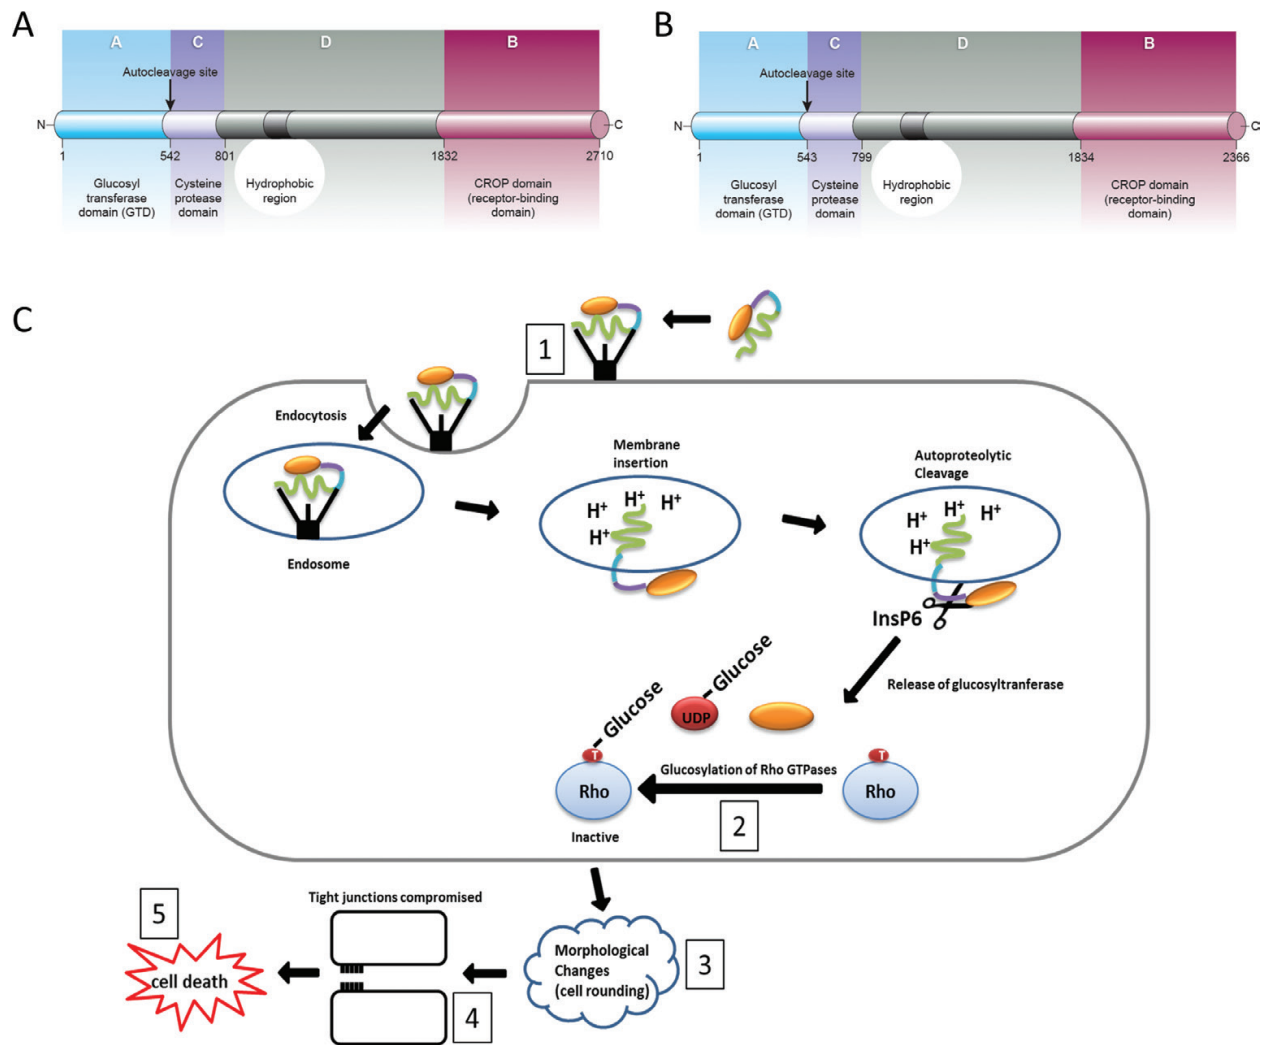 A
A
C
D
B
Autocleavage site
N
C
1
542
801
1832
2710
Glucosyl
transferase
domain (GTD)
Cysteine
protease
domain
Hydrophobic
region
CROP domain
(receptor-binding
domain)
B
A
C
D
B
Autocleavage site
N
C
1
543
799
1834
2366
Glucosyl
transferase
domain (GTD)
Cysteine
protease
domain
Hydrophobic
region
CROP domain
(receptor-binding
domain)
C
1
Endocytosis
Endosome
Membrane
insertion
H+
H+
H+
H+
Autoproteolytic
Cleavage
H+
H+
H+
H+
InsP6
Release of glucosyltranferase
Glucose
UDP
Glucose
T
Rho
Inactive
Glucosylation of Rho GTPases
2
T
Rho
Tight junctions compromised
5
cell death
4
Morphological
Changes
(cell rounding)
3